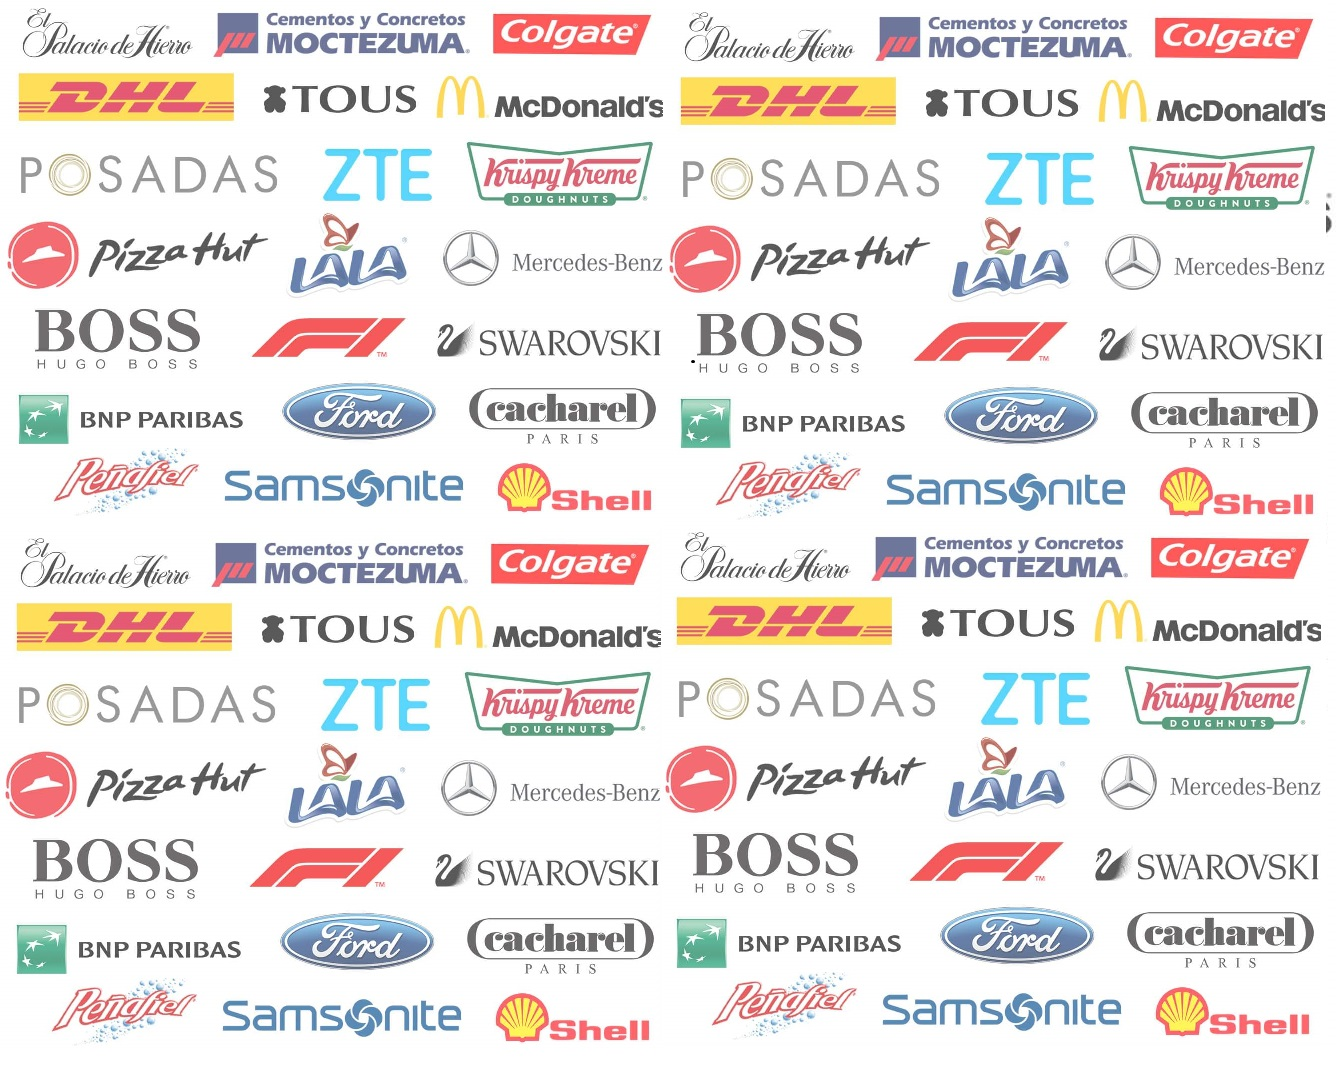 El Palacio de Hierro Cementos y Concretos MOCTEZUMA® Colgate® El Palacio de Hierro Cementos y Concretos MOCTEZUMA® Colgate®
DHL TOUS McDonald's DHL TOUS McDonald's
POSADAS ZTE Krispy Kreme DOUGHNUTS® POSADAS ZTE Krispy Kreme DOUGHNUTS®
Pizza Hut LALA® Mercedes-Benz Pizza Hut LALA® Mercedes-Benz
BOSS HUGO BOSS F1™ SWAROVSKI BOSS HUGO BOSS F1™ SWAROVSKI
BNP PARIBAS Ford cacharel PARIS BNP PARIBAS Ford cacharel PARIS
Peñafiel Samsonite Shell Peñafiel Samsonite Shell
El Palacio de Hierro Cementos y Concretos MOCTEZUMA® Colgate® El Palacio de Hierro Cementos y Concretos MOCTEZUMA® Colgate®
DHL TOUS McDonald's DHL TOUS McDonald's
POSADAS ZTE Krispy Kreme DOUGHNUTS® POSADAS ZTE Krispy Kreme DOUGHNUTS®
Pizza Hut LALA® Mercedes-Benz Pizza Hut LALA® Mercedes-Benz
BOSS HUGO BOSS F1™ SWAROVSKI BOSS HUGO BOSS F1™ SWAROVSKI
BNP PARIBAS Ford cacharel PARIS BNP PARIBAS Ford cacharel PARIS
Peñafiel Samsonite Shell Peñafiel Samsonite Shell